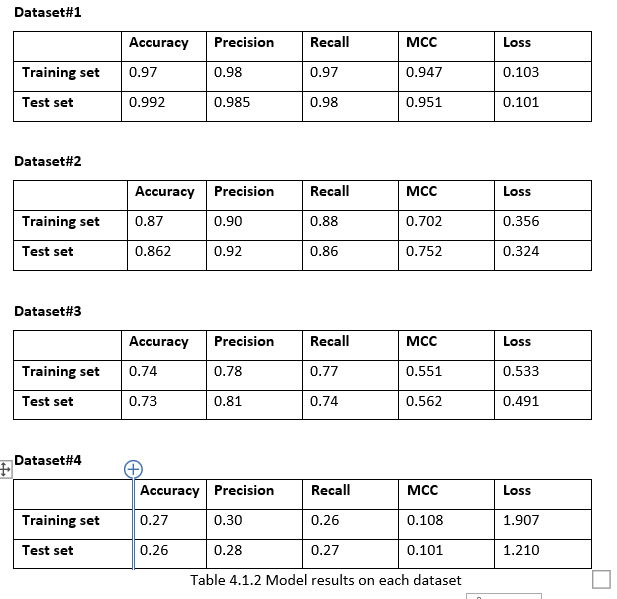 Dataset#1
Accuracy Precision Recall MCC Loss
Training set 0.97 0.98 0.97 0.947 0.103
Test set 0.992 0.985 0.98 0.951 0.101
Dataset#2
Accuracy Precision Recall MCC Loss
Training set 0.87 0.90 0.88 0.702 0.356
Test set 0.862 0.92 0.86 0.752 0.324
Dataset#3
Accuracy Precision Recall MCC Loss
Training set 0.74 0.78 0.77 0.551 0.533
Test set 0.73 0.81 0.74 0.562 0.491
Dataset#4
Accuracy Precision Recall MCC Loss
Training set 0.27 0.30 0.26 0.108 1.907
Test set 0.26 0.28 0.27 0.101 1.210
Table 4.1.2 Model results on each dataset